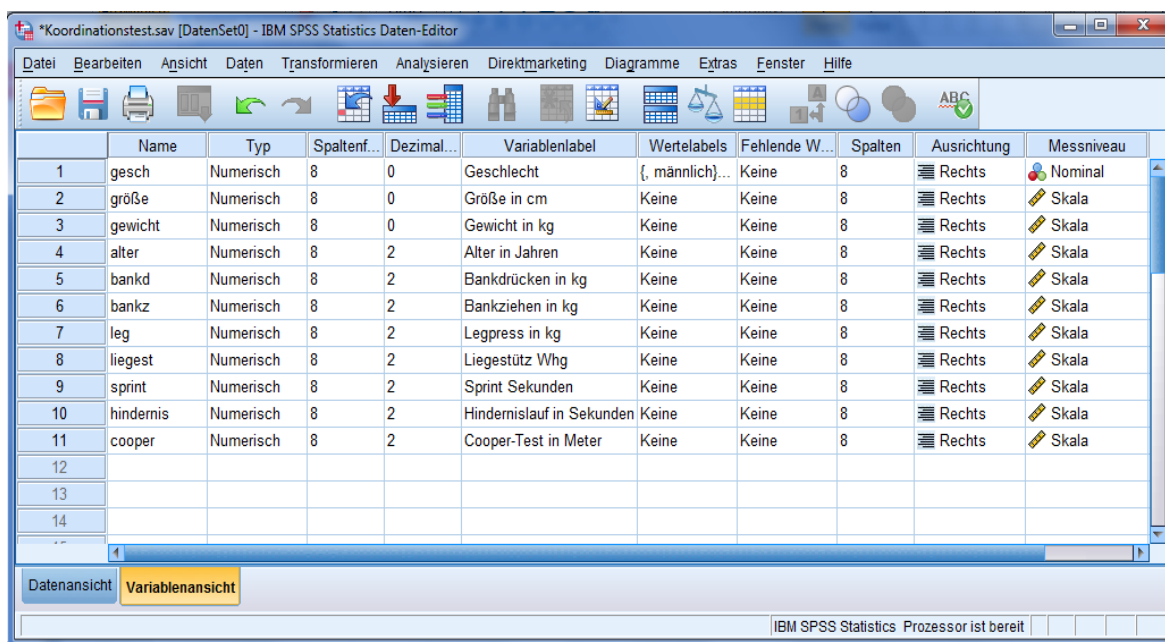 *Koordinationstest.sav [DatenSet0] - IBM SPSS Statistics Daten-Editor
Datei Bearbeiten Ansicht Daten Transformieren Analysieren Direktmarketing Diagramme Extras Fenster Hilfe
A
1 ABC
Name Typ Spaltenf... Dezimal... Variablenlabel Wertelabels Fehlende W... Spalten Ausrichtung Messniveau
1 gesch Numerisch 8 0 Geschlecht {, männlich}... Keine 8 Rechts Nominal
2 größe Numerisch 8 0 Größe in cm Keine Keine 8 Rechts Skala
3 gewicht Numerisch 8 0 Gewicht in kg Keine Keine 8 Rechts Skala
4 alter Numerisch 8 2 Alter in Jahren Keine Keine 8 Rechts Skala
5 bankd Numerisch 8 2 Bankdrücken in kg Keine Keine 8 Rechts Skala
6 bankz Numerisch 8 2 Bankziehen in kg Keine Keine 8 Rechts Skala
7 leg Numerisch 8 2 Legpress in kg Keine Keine 8 Rechts Skala
8 liegest Numerisch 8 2 Liegestütz Whg Keine Keine 8 Rechts Skala
9 sprint Numerisch 8 2 Sprint Sekunden Keine Keine 8 Rechts Skala
10 hindernis Numerisch 8 2 Hindernislauf in Sekunden Keine Keine 8 Rechts Skala
11 cooper Numerisch 8 2 Cooper-Test in Meter Keine Keine 8 Rechts Skala
12
13
14
Datenansicht Variablenansicht
IBM SPSS Statistics Prozessor ist bereit